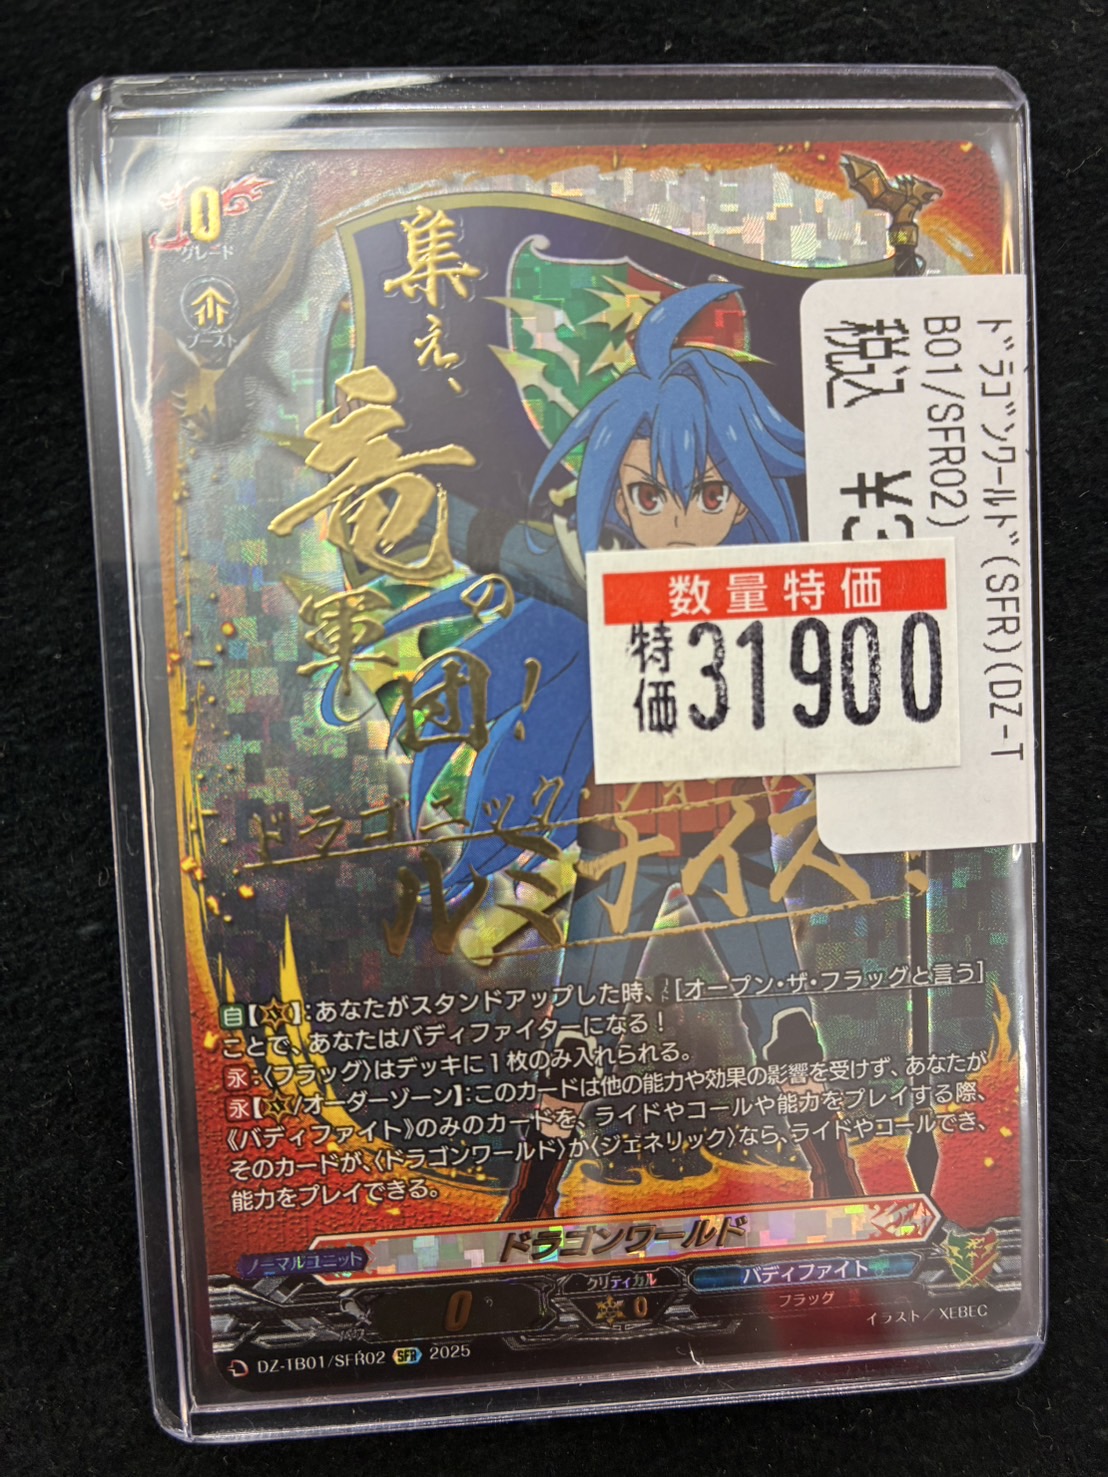 0
グレード
ブースト
集え、
竜の
軍団！
ドラゴニック・
ルミナイズ！
ﾄﾞﾗｺﾞﾝﾜｰﾙﾄﾞ(SFR)(DZ-T
B01/SFR02)
税込 ¥
数量特価
特価 31900
自【】：あなたがスタンドアップした時、［オープン・ザ・フラッグと言う］
ことで、あなたはバディファイターになる！
永：〈フラッグ〉はデッキに１枚のみ入れられる。
永【/オーダーゾーン】：このカードは他の能力や効果の影響を受けず、あなたが
《バディファイト》のみのカードを、ライドやコールや能力をプレイする際、
そのカードが、〈ドラゴンワールド〉か〈ジェネリック〉なら、ライドやコールでき、
能力をプレイできる。
ドラゴンワールド
ノーマルユニット
パワー 0
クリティカル
0
バディファイト
フラッグ
イラスト／XEBEC
DZ-TB01/SFR02 SFR 2025